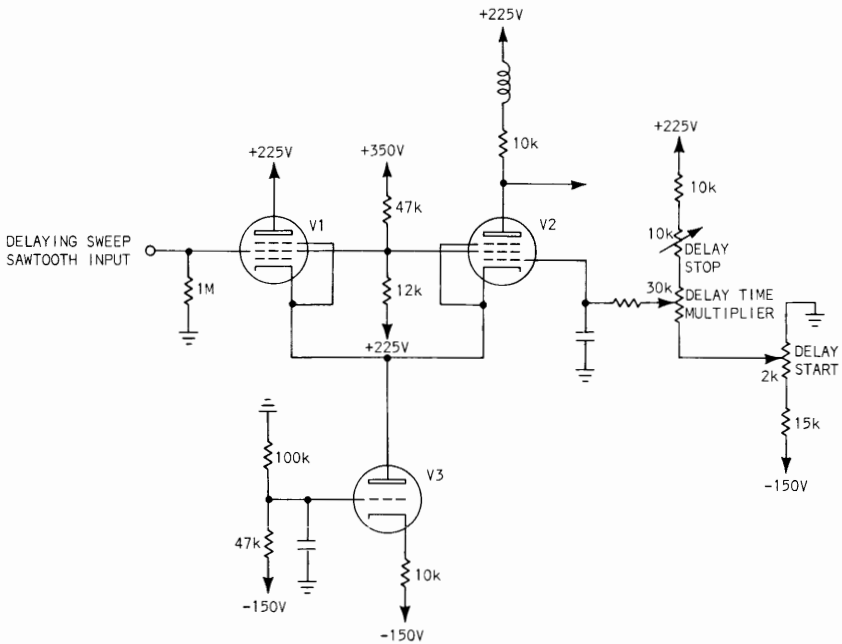 +225V
10k
+225V
+350V
+225V
10k
47k
V1
V2
10k
DELAY
STOP
DELAYING SWEEP
SAWTOOTH INPUT
1M
12k
30k
DELAY TIME
MULTIPLIER
+225V
DELAY
START
2k
15k
100k
V3
-150V
47k
10k
-150V
-150V